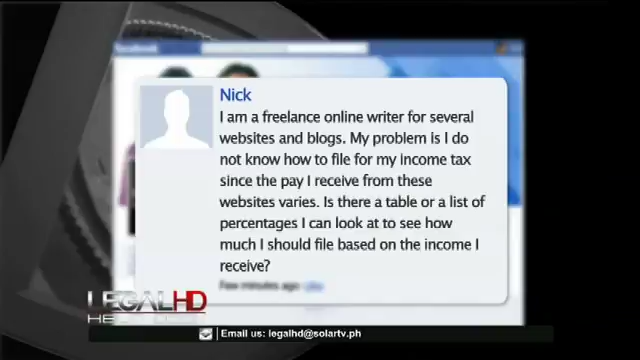 facebook
Nick
I am a freelance online writer for several
websites and blogs. My problem is I do
not know how to file for my income tax
since the pay I receive from these
websites varies. Is there a table or a list of
percentages I can look at to see how
much I should file based on the income I
receive?
Few minutes ago Like
LEGALHD
Email us: legalhd@solartv.ph